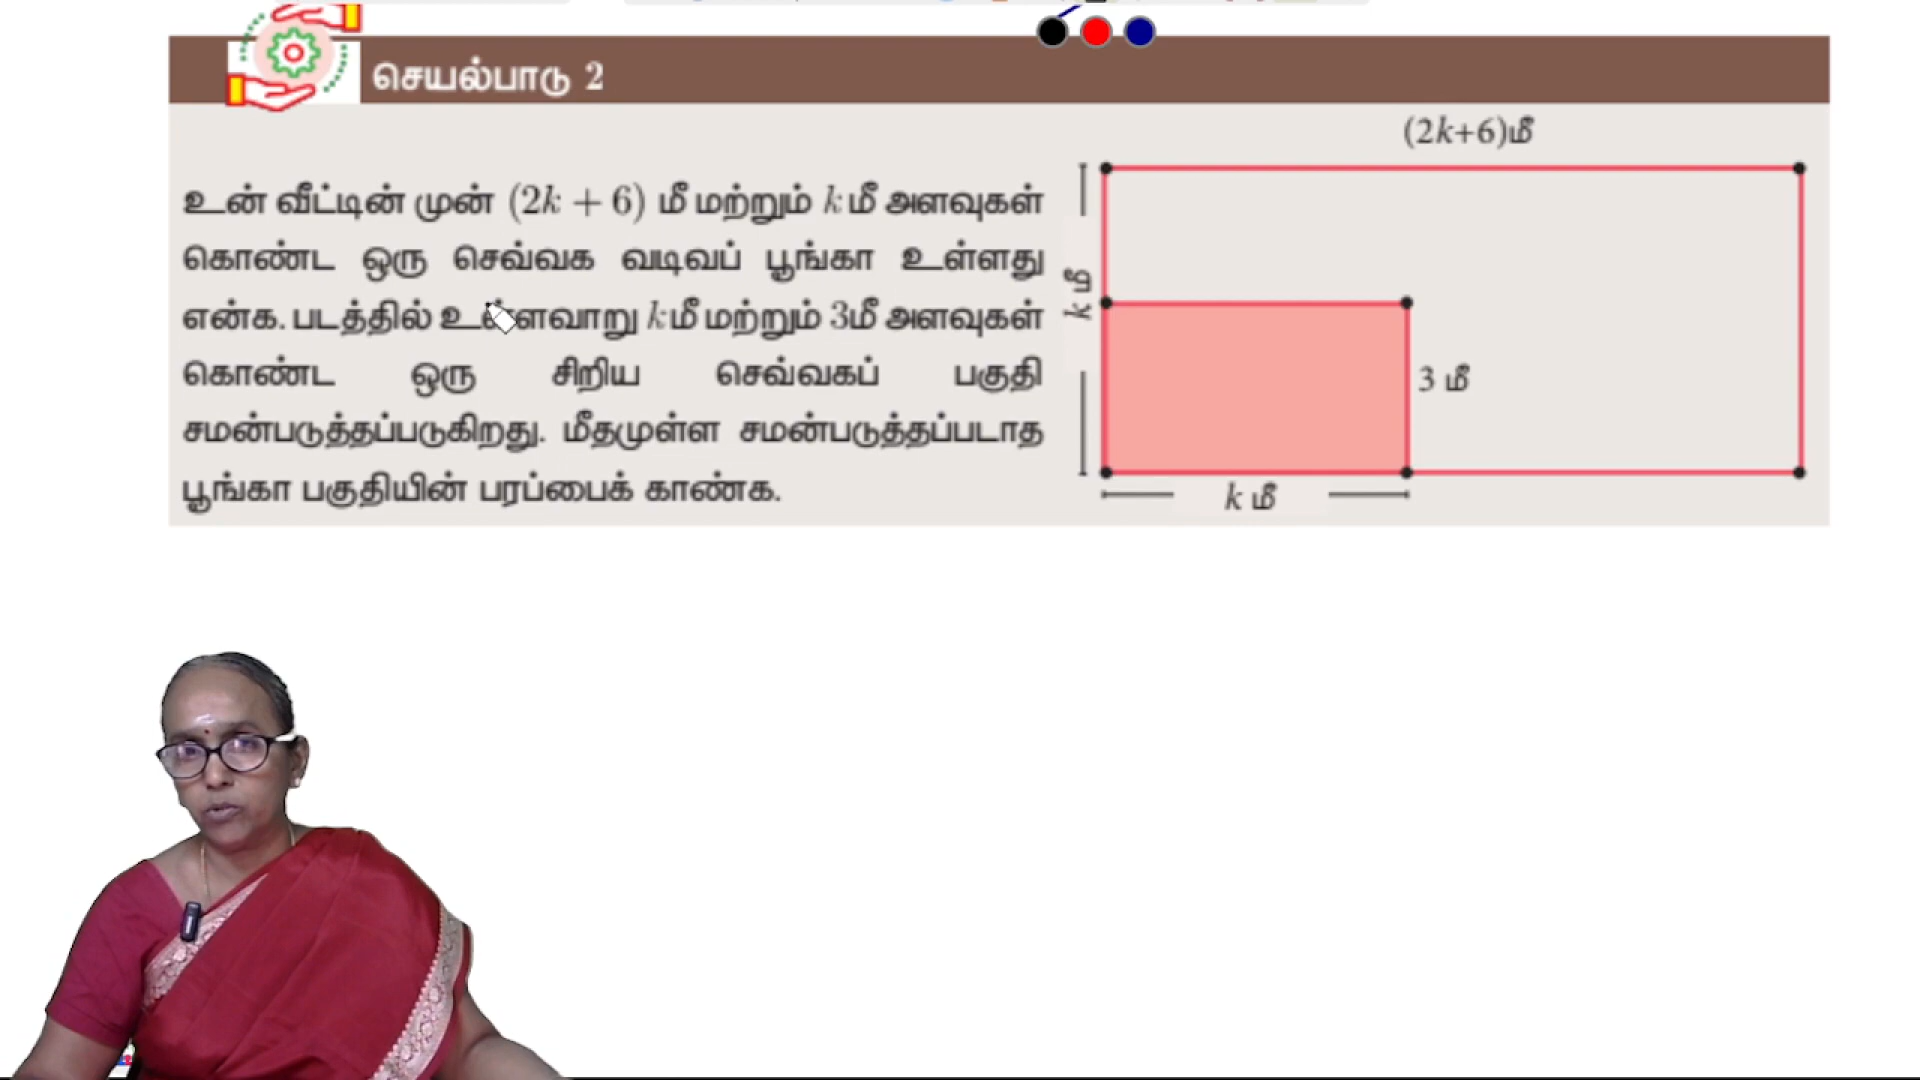 செயல்பாடு 2
உன் வீட்டின் முன் (2k + 6) மீ மற்றும் k மீ அளவுகள்
கொண்ட ஒரு செவ்வக வடிவப் பூங்கா உள்ளது
என்க. படத்தில் உள்ளவாறு k மீ மற்றும் 3மீ அளவுகள்
கொண்ட ஒரு சிறிய செவ்வகப் பகுதி
சமன்படுத்தப்படுகிறது. மீதமுள்ள சமன்படுத்தப்படாத
பூங்கா பகுதியின் பரப்பைக் காண்க.
(2k+6)மீ
k மீ
3 மீ
k மீ